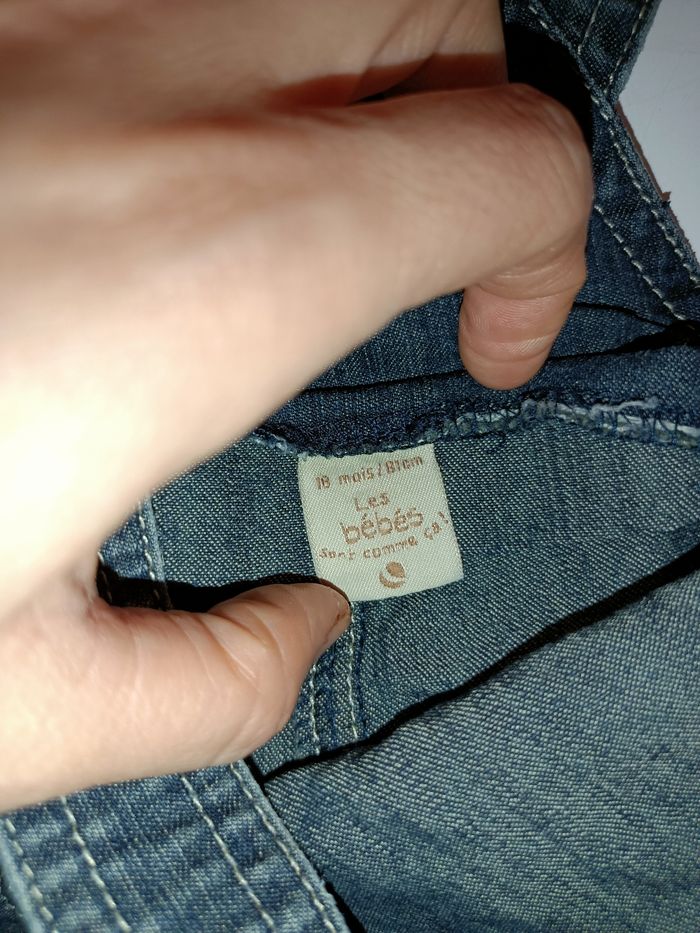 18 mois/81cm
Les
bébés
sont comme ça!